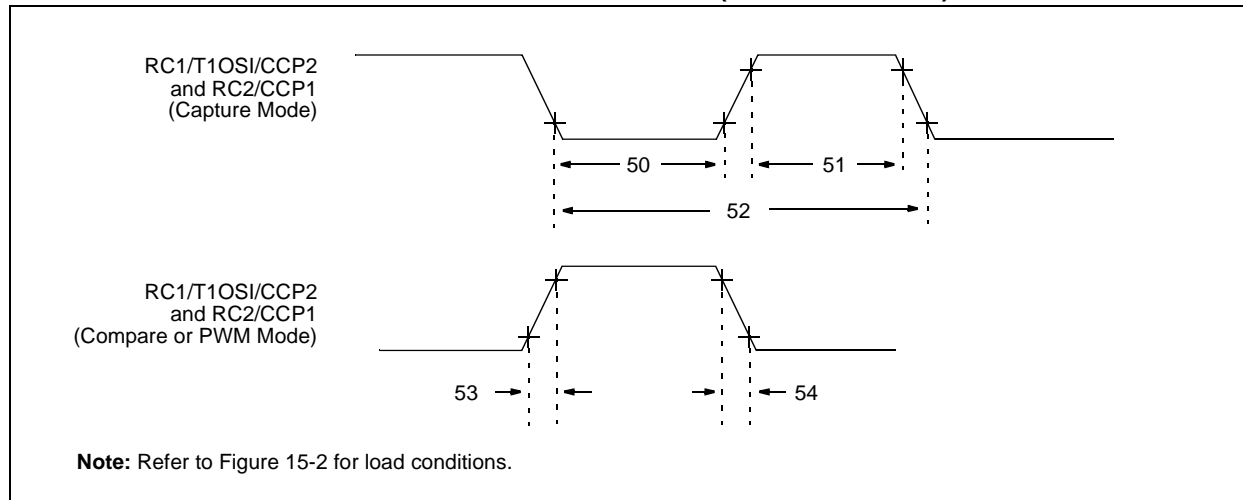 RC1/T1OSI/CCP2
and RC2/CCP1
(Capture Mode)
50
51
52
RC1/T1OSI/CCP2
and RC2/CCP1
(Compare or PWM Mode)
53
54
Note: Refer to Figure 15-2 for load conditions.